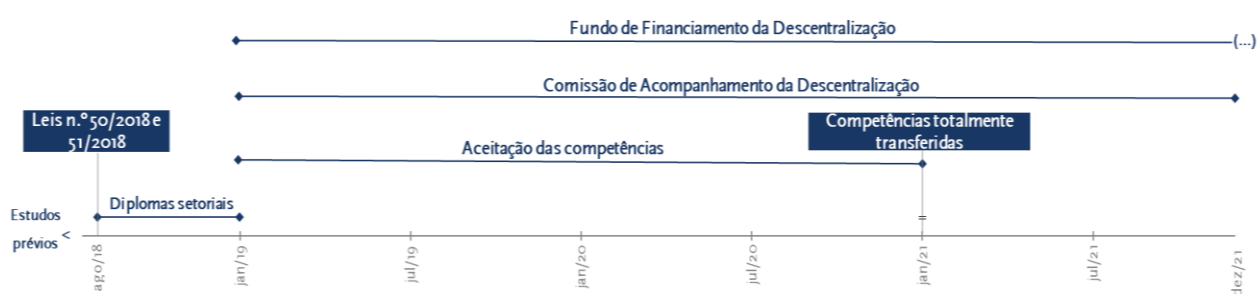 Fundo de Financiamento da Descentralização
(...)
Comissão de Acompanhamento da Descentralização
Leis n.º 50/2018 e
51/2018
Competências totalmente
transferidas
Aceitação das competências
Diplomas setoriais
Estudos
prévios <
=
ago/18
jan/19
jul/19
jan/20
jul/20
jan/21
jul/21
dez/21